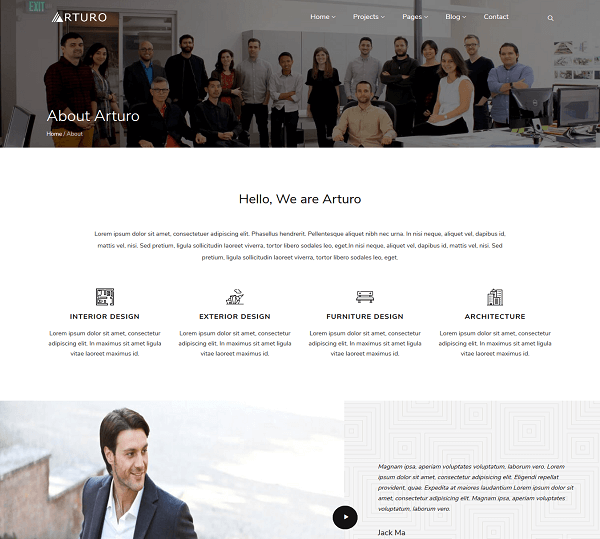 EXIT
ARTURO
Home Projects Pages Blog Contact
About Arturo
Home / About
Hello, We are Arturo
Lorem ipsum dolor sit amet, consectetuer adipiscing elit. Phasellus hendrerit. Pellentesque aliquet nibh nec urna. In nisi neque, aliquet vel, dapibus id,
mattis vel, nisi. Sed pretium, ligula sollicitudin laoreet viverra, tortor libero sodales leo, eget.In nisi neque, aliquet vel, dapibus id, mattis vel, nisi. Sed
pretium, ligula sollicitudin laoreet viverra, tortor libero sodales leo, eget.
INTERIOR DESIGN
Lorem ipsum dolor sit amet, consectetur
adipiscing elit. In maximus sit amet ligula
vitae laoreet maximus id.
EXTERIOR DESIGN
Lorem ipsum dolor sit amet, consectetur
adipiscing elit. In maximus sit amet ligula
vitae laoreet maximus id.
FURNITURE DESIGN
Lorem ipsum dolor sit amet, consectetur
adipiscing elit. In maximus sit amet ligula
vitae laoreet maximus id.
ARCHITECTURE
Lorem ipsum dolor sit amet, consectetur
adipiscing elit. In maximus sit amet ligula
vitae laoreet maximus id.
Magnam ipsa, aperiam voluptates voluptatum, laborum vero. Lorem
ipsum dolor sit amet, consectetur adipisicing elit. Eligendi repellat
provident, quae. Expedita at maiores laudantium Lorem ipsum dolor sit
amet, consectetur adipisicing elit. Magnam ipsa, aperiam voluptates
voluptatum, laborum vero.
Jack Ma